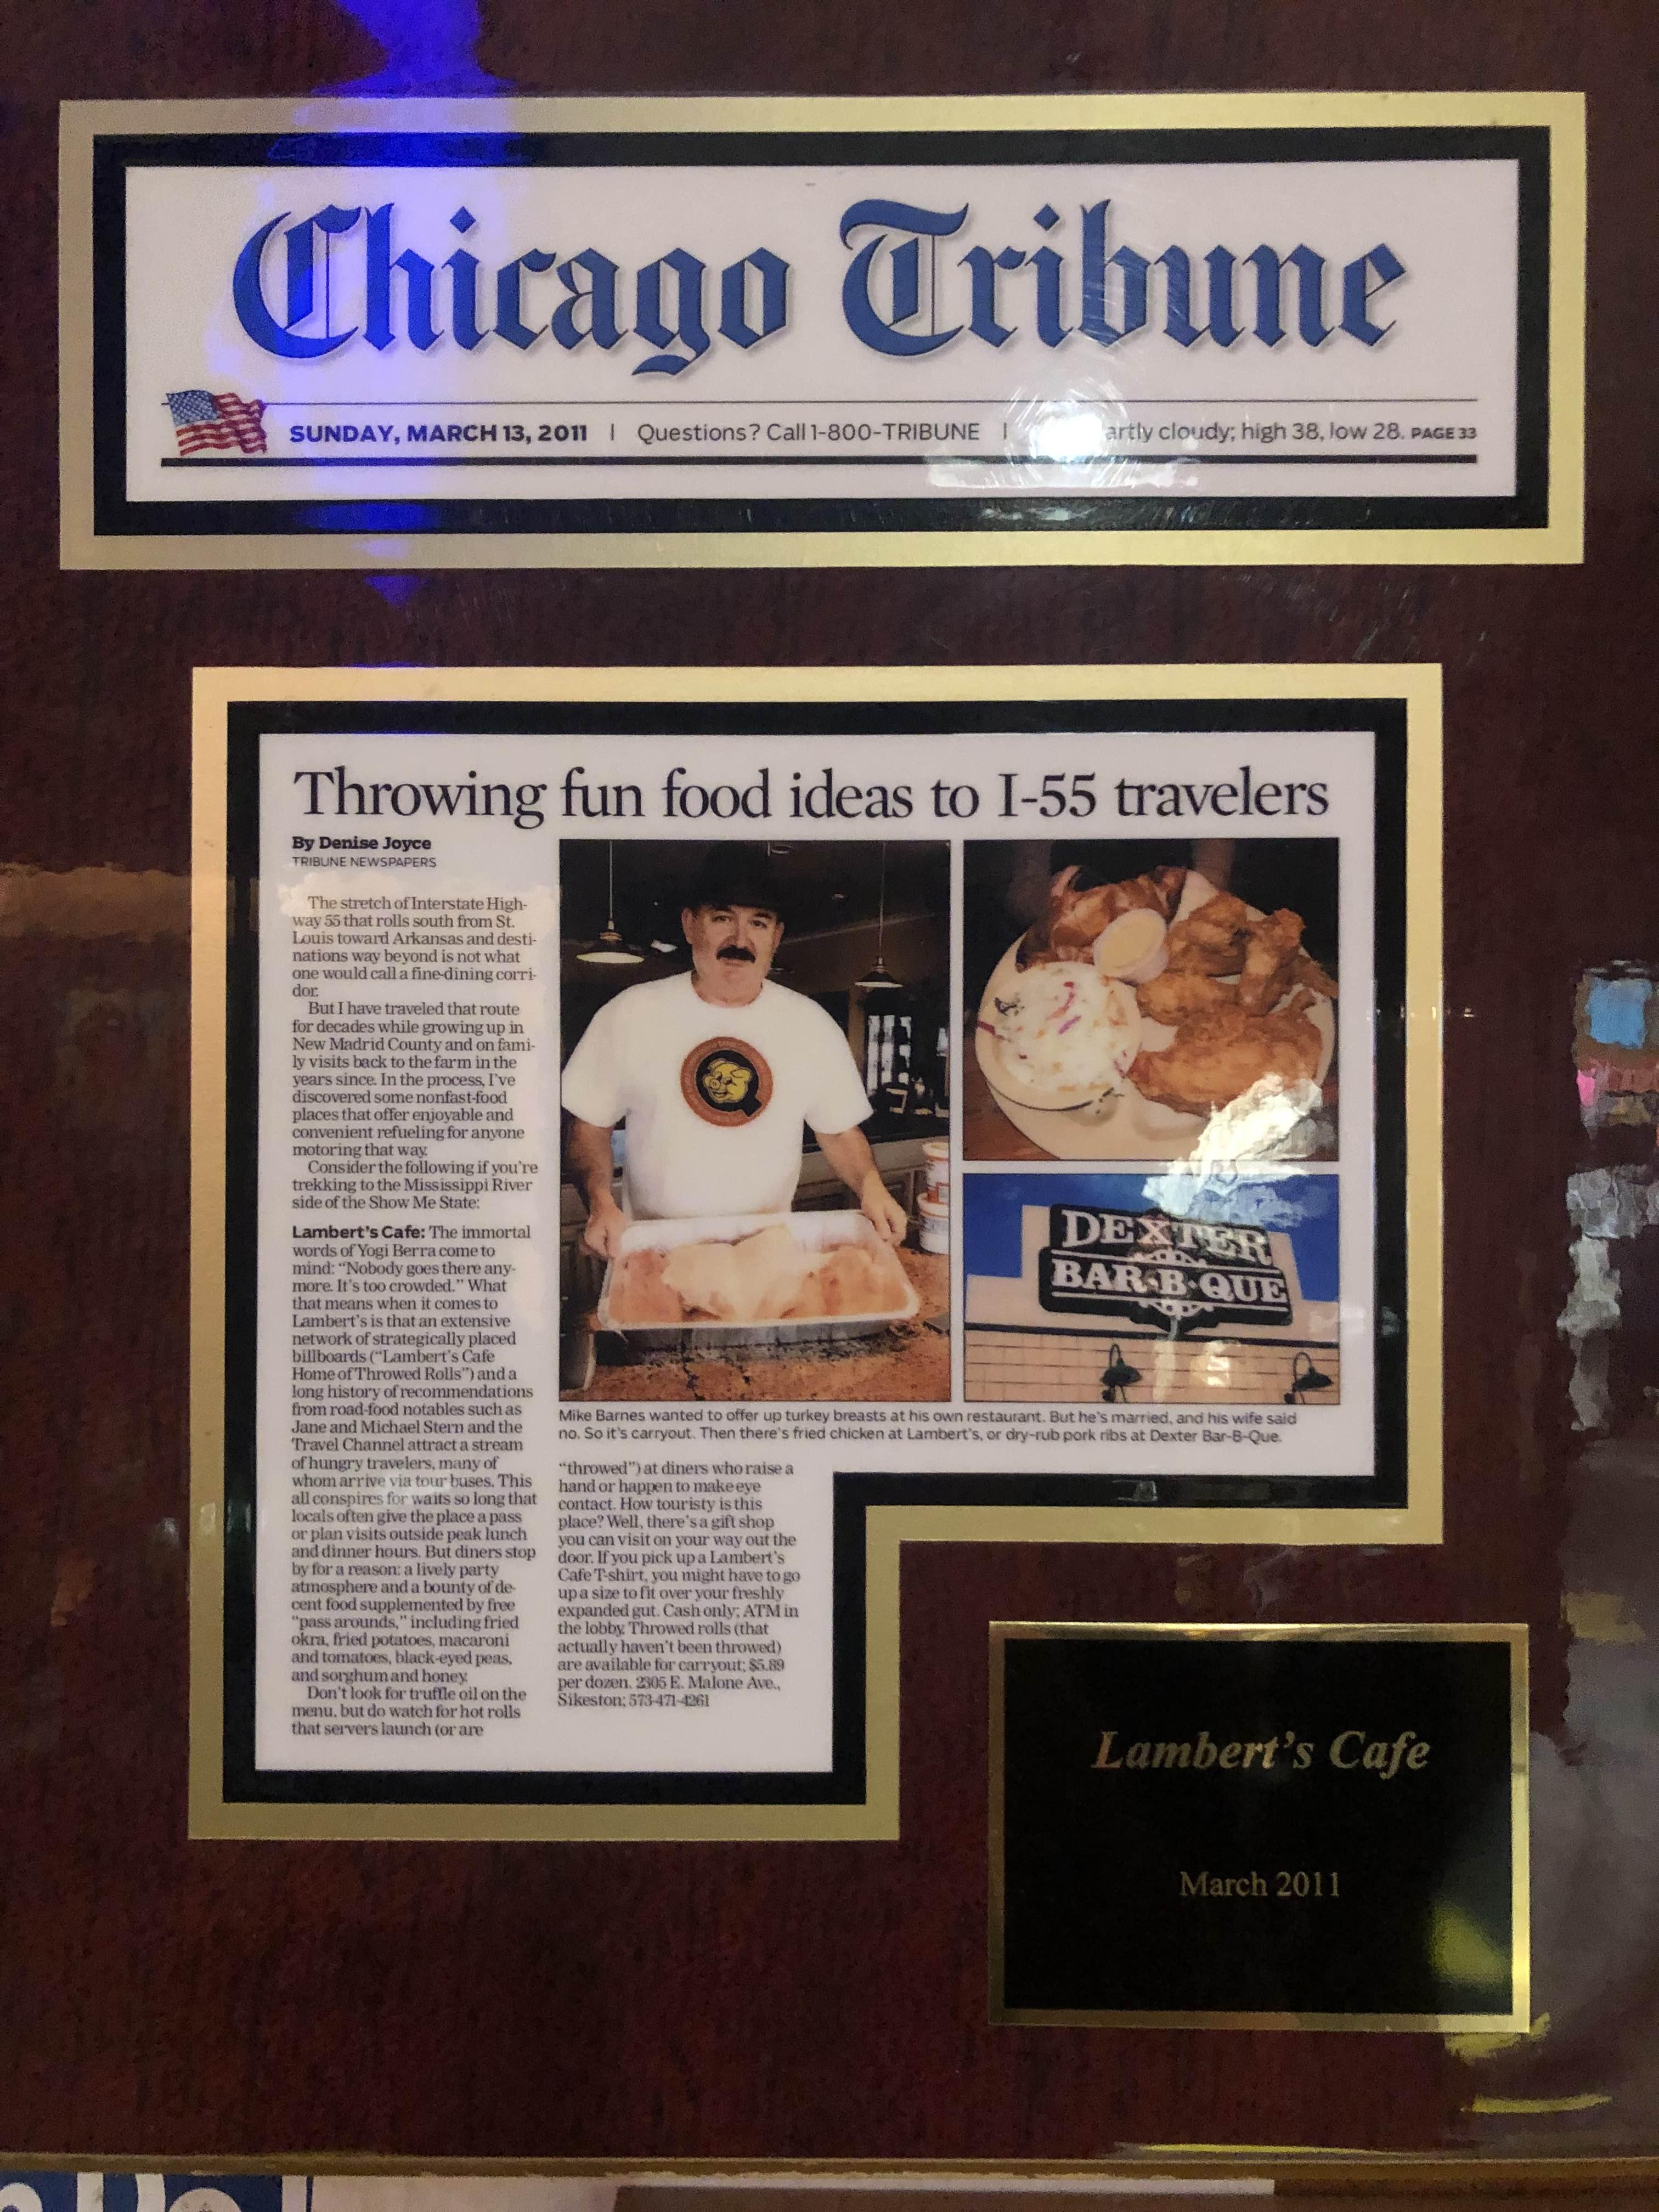 Chicago Tribune
SUNDAY, MARCH 13, 2011 | Questions? Call 1-800-TRIBUNE | cloudy; high 38, low 28. PAGE 33
Throwing fun food ideas to I-55 travelers
By Denise Joyce
TRIBUNE NEWSPAPERS
The stretch of Interstate High-
way 55 that rolls south from St.
Louis toward Arkansas and desti-
nations way beyond is not what
one would call a fine-dining corri-
dor.
But I have traveled that route
for decades while growing up in
New Madrid County and on fami-
ly visits back to the farm in the
years since. In the process, I've
discovered some nonfast-food
places that offer enjoyable and
convenient refueling for anyone
motoring that way.
Consider the following if you're
trekking to the Mississippi River
side of the Show Me State:
Lambert's Cafe: The immortal
words of Yogi Berra come to
mind: "Nobody goes there any-
more. It's too crowded." What
that means when it comes to
Lambert's is that an extensive
network of strategically placed
billboards ("Lambert's Cafe
Home of Throwed Rolls") and a
long history of recommendations
from road-food notables such as
Jane and Michael Stern and the
Travel Channel attract a stream
of hungry travelers, many of
whom arrive via tour buses. This
all conspires for waits so long that
locals often give the place a pass
or plan visits outside peak lunch
and dinner hours. But diners stop
by for a reason: a lively party
atmosphere and a bounty of de-
cent food supplemented by free
"pass arounds," including fried
okra, fried potatoes, macaroni
and tomatoes, black-eyed peas,
and sorghum and honey.
Don't look for truffle oil on the
menu, but do watch for hot rolls
that servers launch (or are
DEXTER
BAR-B-QUE
Mike Barnes wanted to offer up turkey breasts at his own restaurant. But he's married, and his wife said
no. So it's carryout. Then there's fried chicken at Lambert's, or dry-rub pork ribs at Dexter Bar-B-Que.
"throwed") at diners who raise a
hand or happen to make eye
contact. How touristy is this
place? Well, there's a gift shop
you can visit on your way out the
door. If you pick up a Lambert's
Cafe T-shirt, you might have to go
up a size to fit over your freshly
expanded gut. Cash only; ATM in
the lobby. Throwed rolls (that
actually haven't been throwed)
are available for carryout; $5.89
per dozen. 2305 E. Malone Ave.,
Sikeston; 573-471-4261
Lambert's Cafe
March 2011